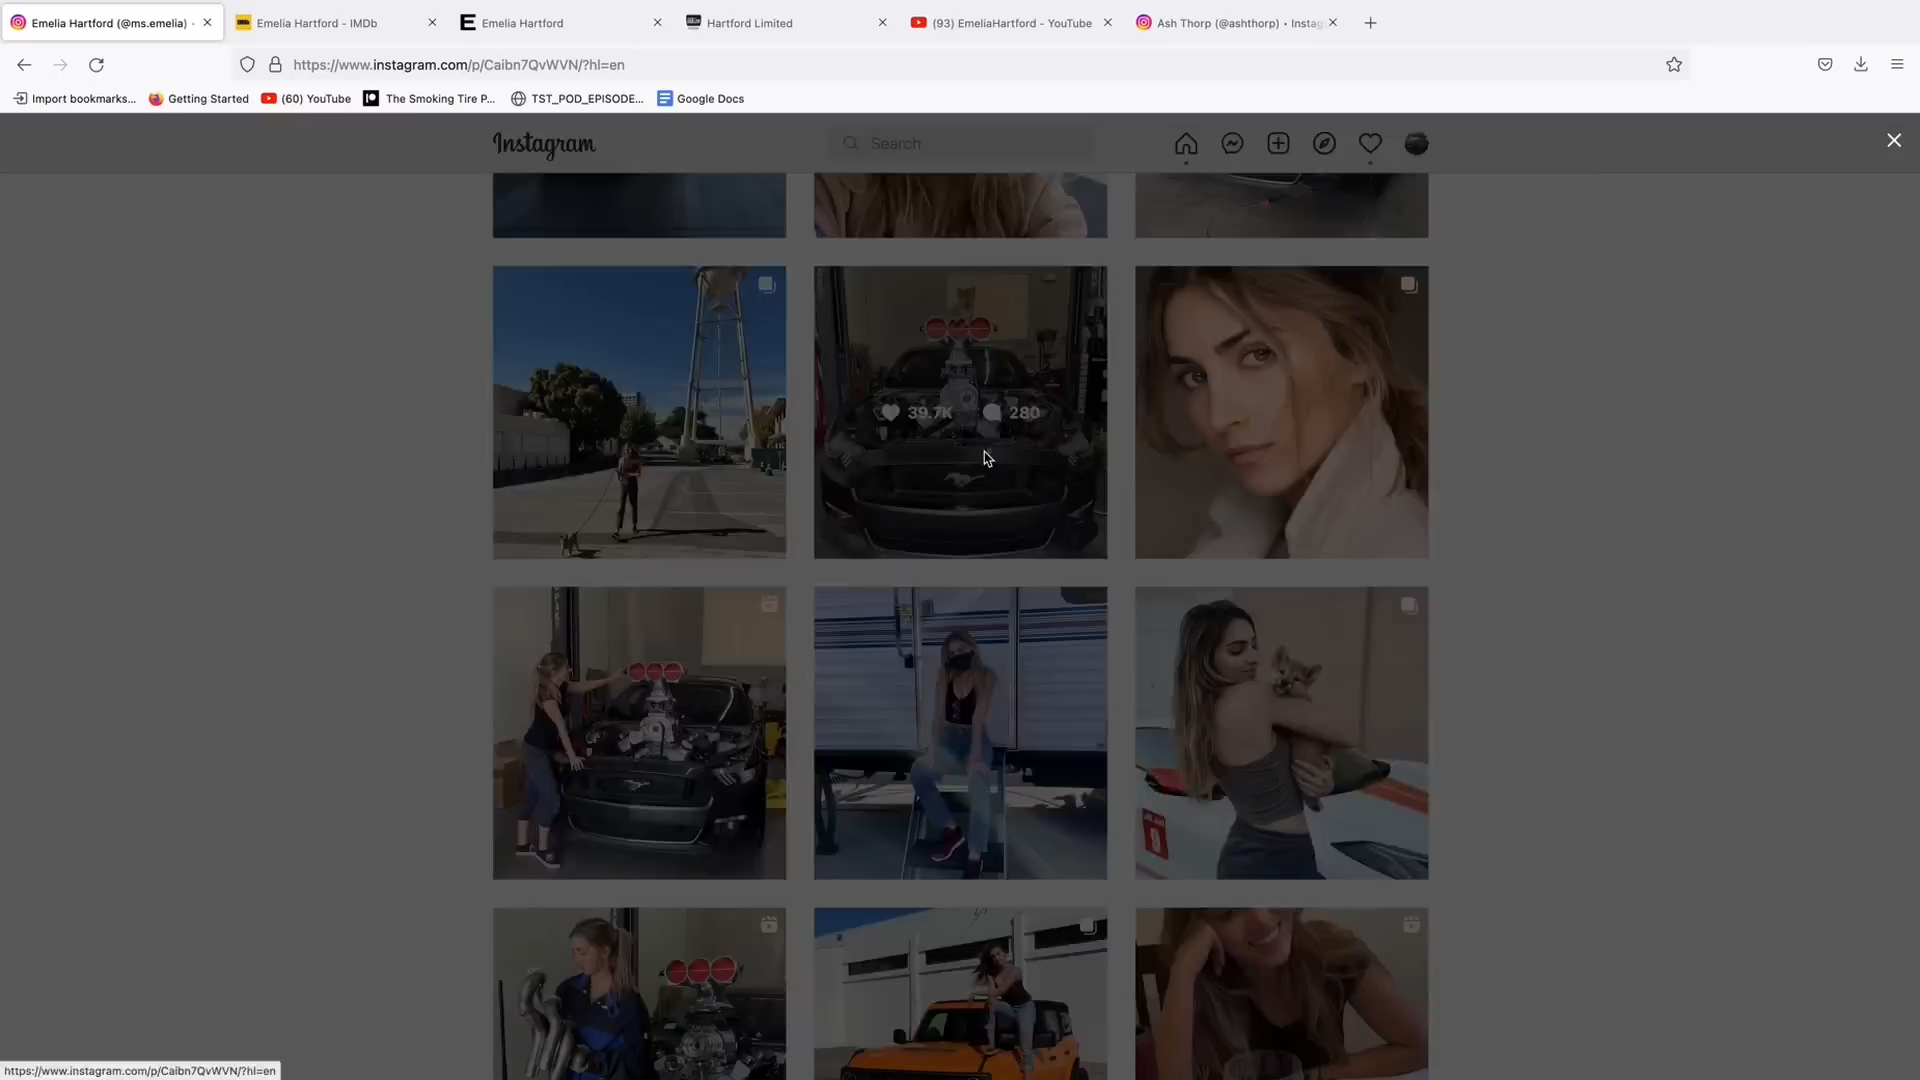 Emelia Hartford (@ms.emelia) ·
Emelia Hartford - IMDb
Emelia Hartford
Hartford Limited
(93) EmeliaHartford - YouTube
Ash Thorp (@ashthorp) • Instag
https://www.instagram.com/p/Caibn7QvWVN/?hl=en
Import bookmarks...
Getting Started
(60) YouTube
The Smoking Tire P...
TST_POD_EPISODE...
Google Docs
Instagram
Search
39.7K
280
https://www.instagram.com/p/Caibn7QvWVN/?hl=en